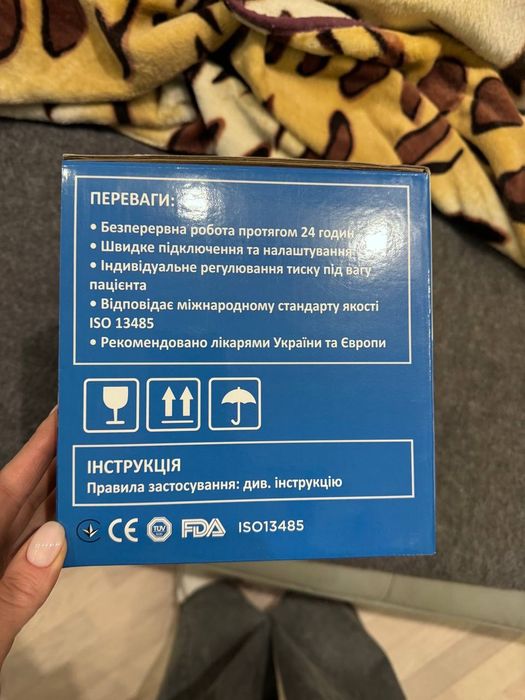 ПЕРЕВАГИ:
• Безперервна робота протягом 24 годин
• Швидке підключення та налаштування
• Індивідуальне регулювання тиску під вагу
пацієнта
• Відповідає міжнародному стандарту якості
ISO 13485
• Рекомендовано лікарями України та Європи
ІНСТРУКЦІЯ
Правила застосування: див. інструкцію
CE TÜV FDA ISO13485